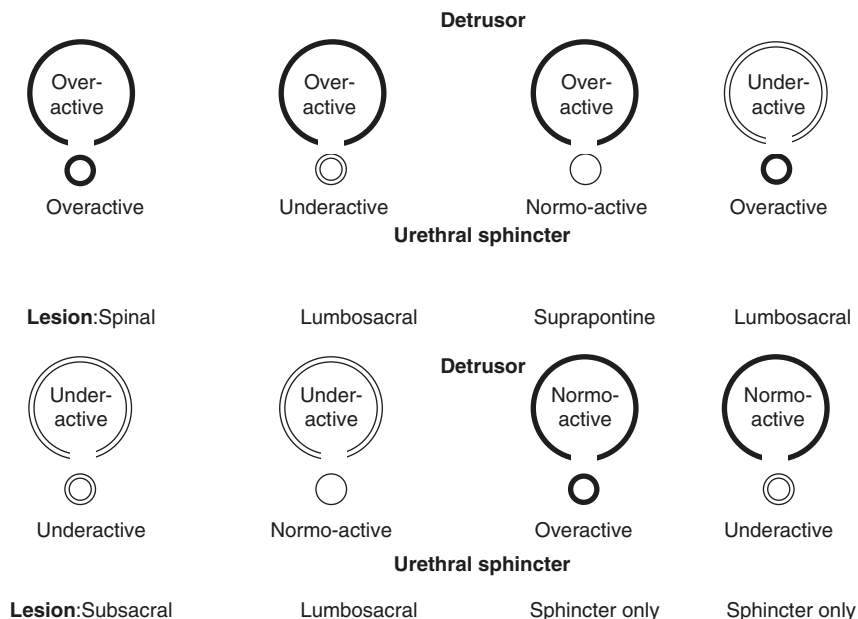 Detrusor
Over-
active
Over-
active
Over-
active
Under-
active
Overactive
Underactive
Normo-active
Overactive
Urethral sphincter
Lesion:Spinal
Lumbosacral
Suprapontine
Lumbosacral
Detrusor
Under-
active
Under-
active
Normo-
active
Normo-
active
Underactive
Normo-active
Overactive
Underactive
Urethral sphincter
Lesion:Subsacral
Lumbosacral
Sphincter only
Sphincter only